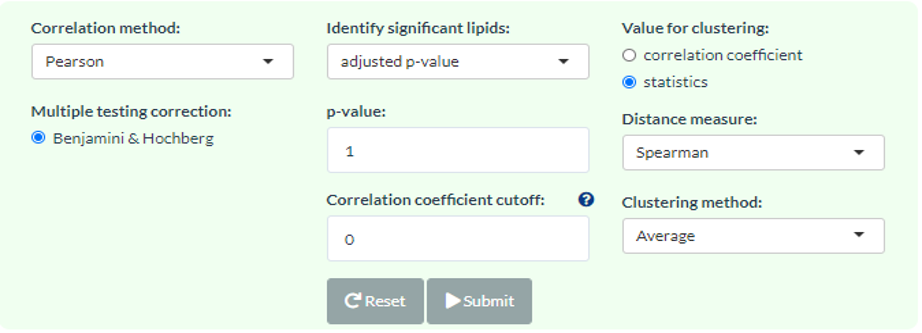 Correlation method:
Pearson
Multiple testing correction:
Benjamini & Hochberg
Identify significant lipids:
adjusted p-value
p-value:
1
Correlation coefficient cutoff: ?
0
Reset Submit
Value for clustering:
correlation coefficient
statistics
Distance measure:
Spearman
Clustering method:
Average